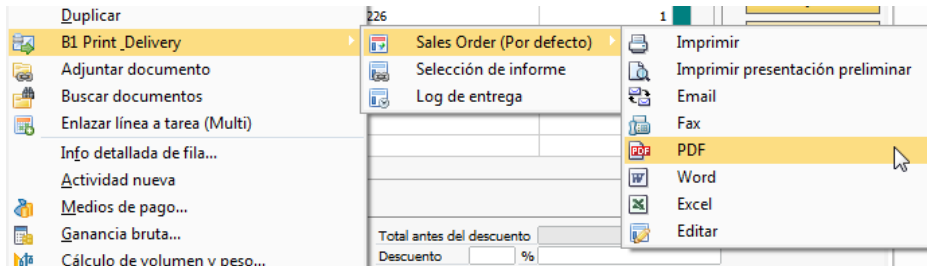 Duplicar
226
1
B1 Print _Delivery
Sales Order (Por defecto)
Imprimir
Adjuntar documento
Selección de informe
Imprimir presentación preliminar
Buscar documentos
Log de entrega
Email
Enlazar línea a tarea (Multi)
Fax
Info detallada de fila...
PDF
PDF
Actividad nueva
Word
Medios de pago...
Excel
Ganancia bruta...
Total antes del descuento
Editar
Cálculo de volumen y peso...
Descuento
%